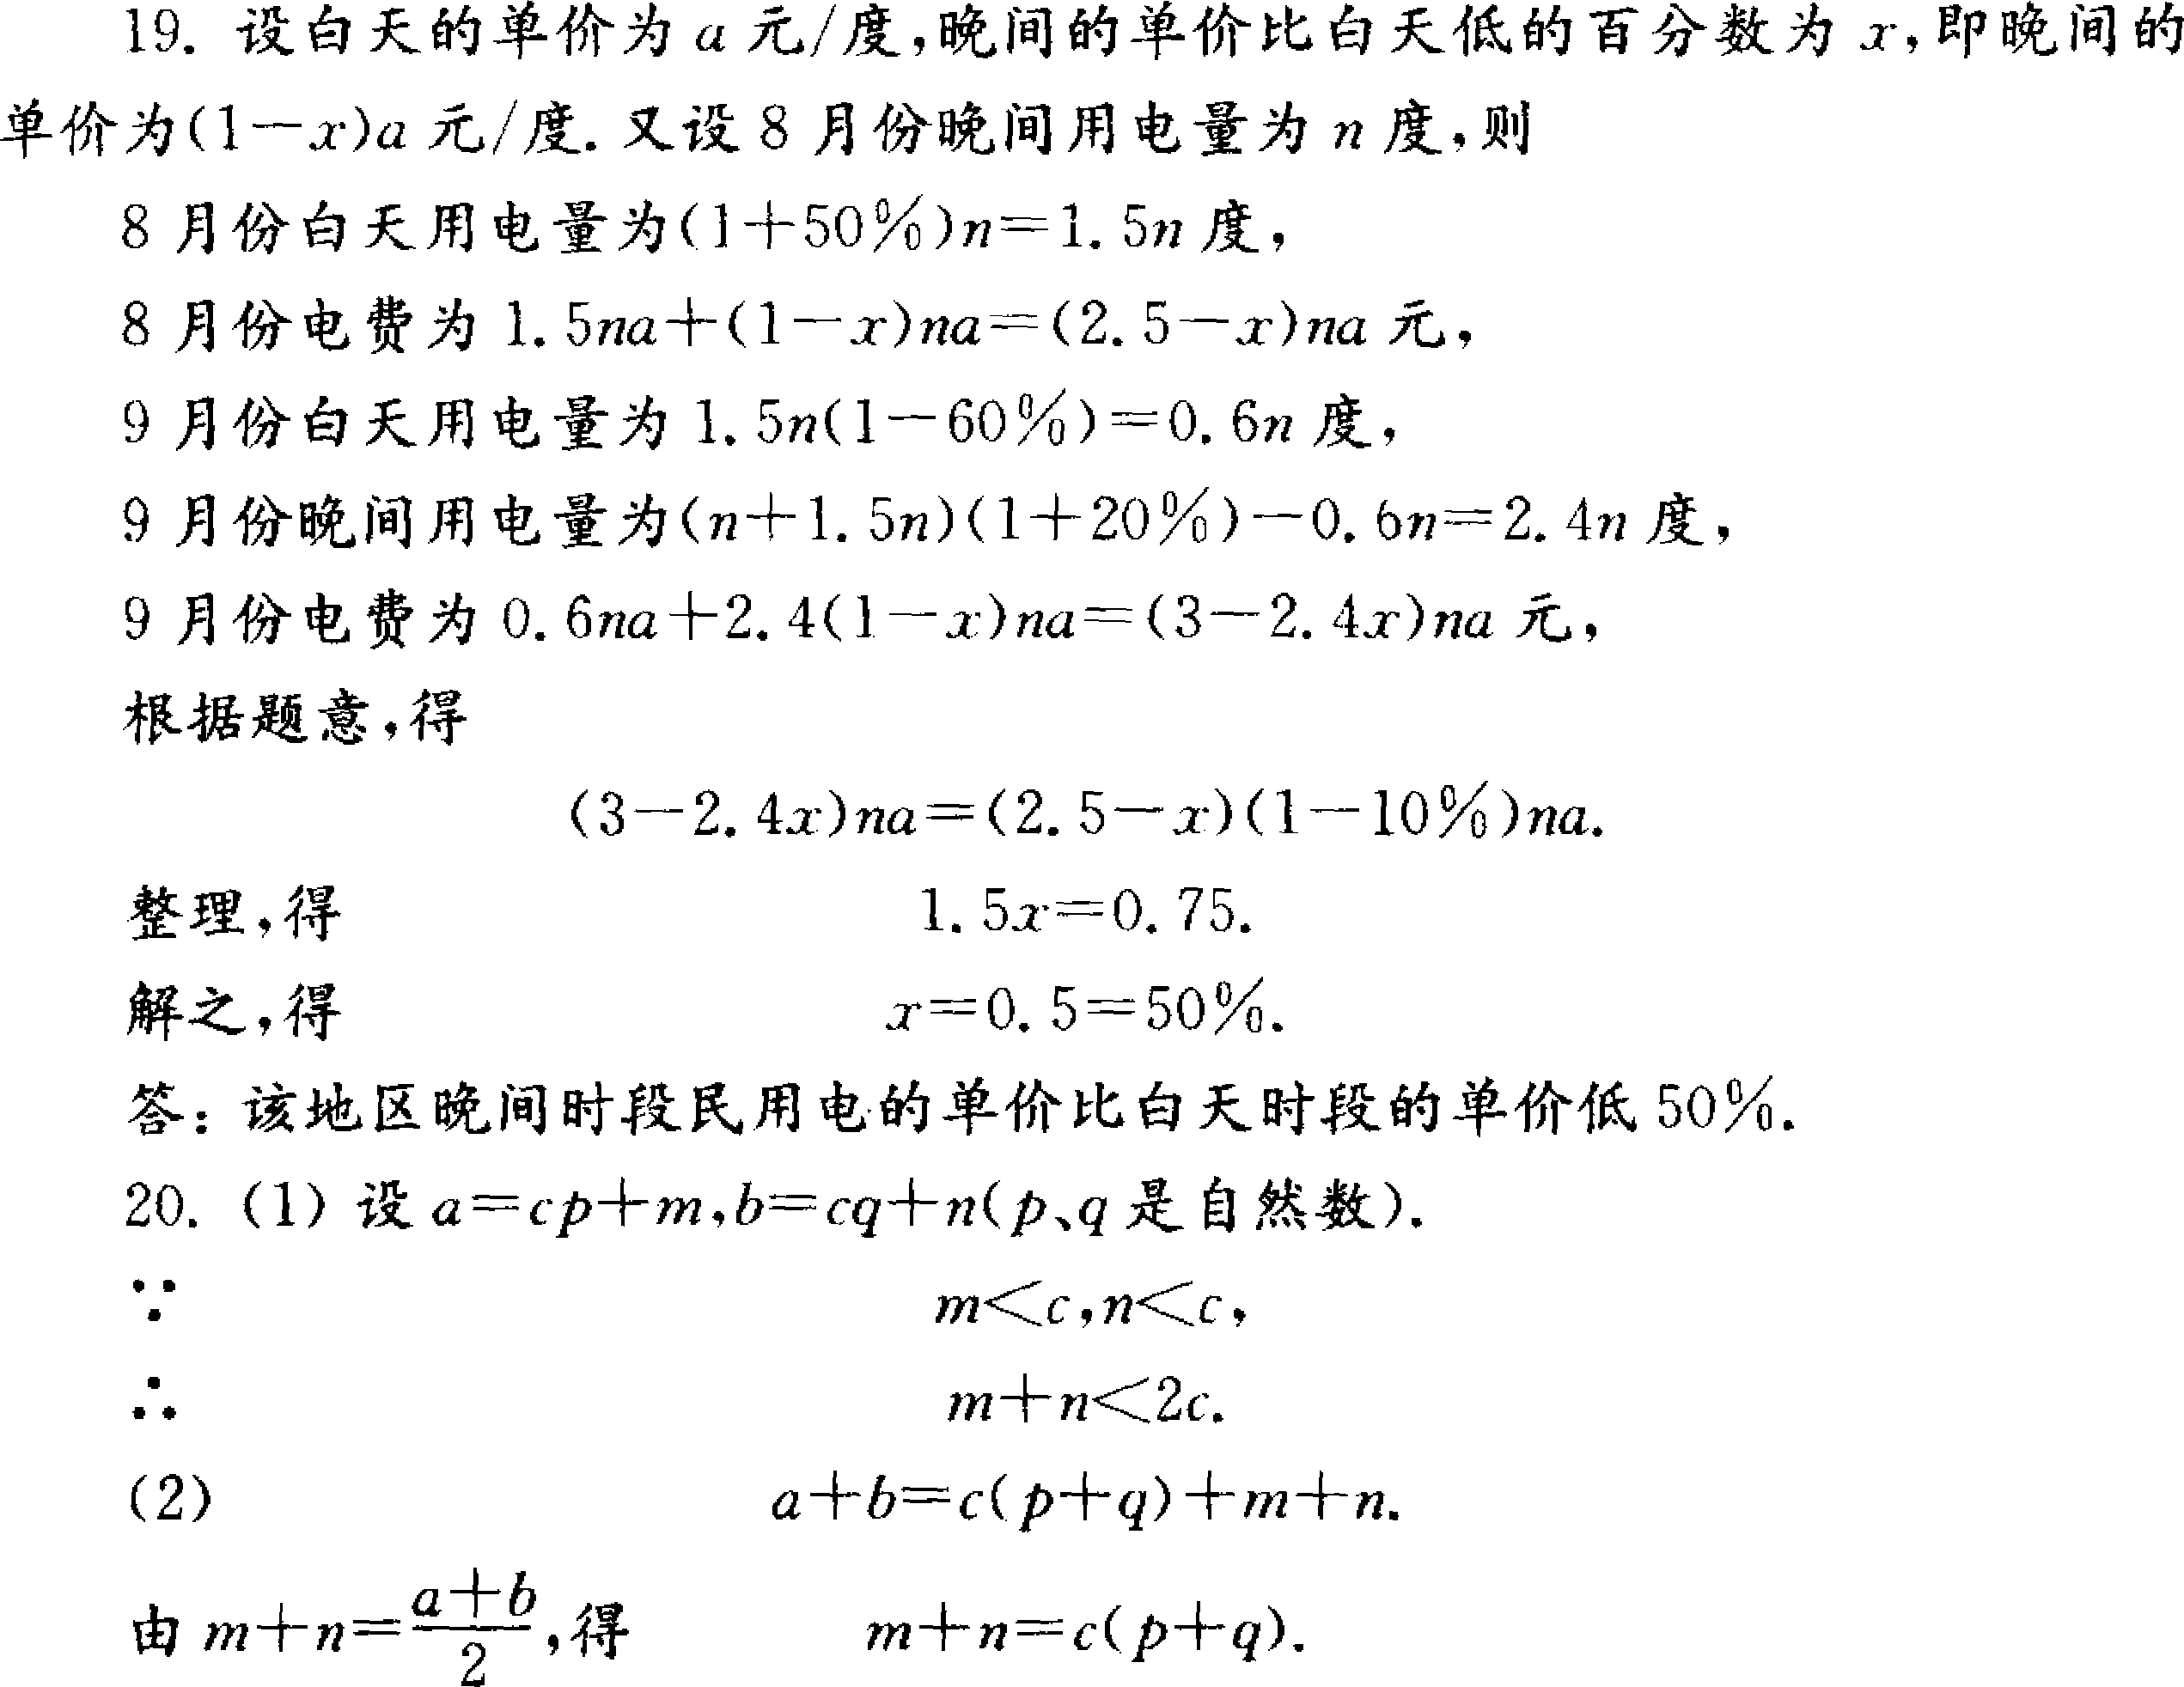 19. 设白天的单价为 a 元/度,晚间的单价比白天低的百分数为 x,即晚间的
单价为(1-x)a 元/度. 又设 8 月份晚间用电量为 n 度,则
8 月份白天用电量为(1+50%)n=1.5n 度,
8 月份电费为 1.5na+(1-x)na=(2.5-x)na 元,
9 月份白天用电量为 1.5n(1-60%)=0.6n 度,
9 月份晚间用电量为(n+1.5n)(1+20%)-0.6n=2.4n 度,
9 月份电费为 0.6na+2.4(1-x)na=(3-2.4x)na 元,
根据题意,得
(3-2.4x)na=(2.5-x)(1-10%)na.
整理,得 1.5x=0.75.
解之,得 x=0.5=50%.
答: 该地区晚间时段民用电的单价比白天时段的单价低 50%.
20. (1) 设 a=cp+m,b=cq+n(p、q 是自然数).
∵ m<c,n<c,
∴ m+n<2c.
(2) a+b=c(p+q)+m+n.
由 m+n=\frac{a+b}{2},得 m+n=c(p+q).